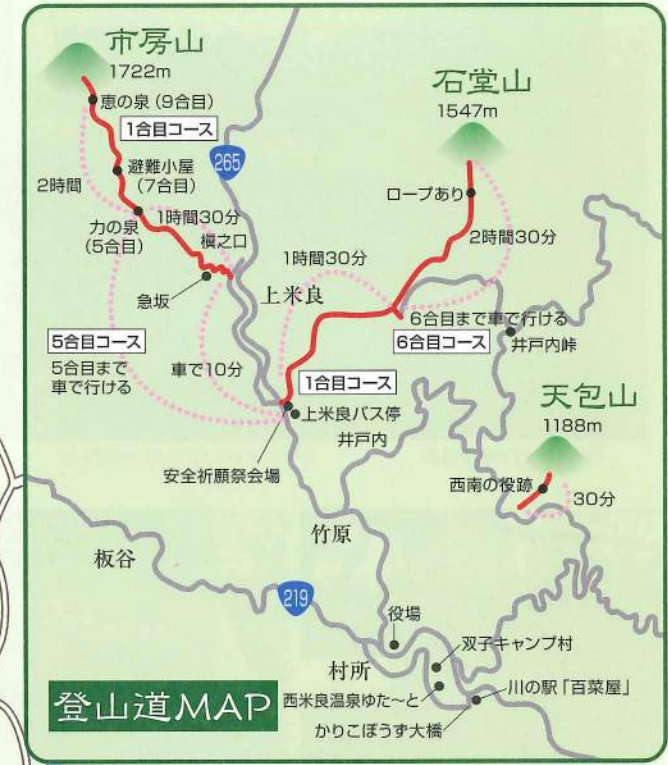 市房山
1722m
恵の泉（9合目）
1合目コース
265
避難小屋
（7合目）
2時間
力の泉
（5合目）
1時間30分
槇之口
急坂
上米良
5合目コース
5合目まで
車で行ける
車で10分
石堂山
1547m
ロープあり
2時間30分
1時間30分
6合目まで車で行ける
6合目コース
井戸内峠
1合目コース
上米良バス停
井戸内
安全祈願祭会場
天包山
1188m
西南の役跡
30分
竹原
板谷
219
役場
双子キャンプ村
村所
西米良温泉ゆた〜と
川の駅「百菜屋」
かりこぼうず大橋
登山道MAP